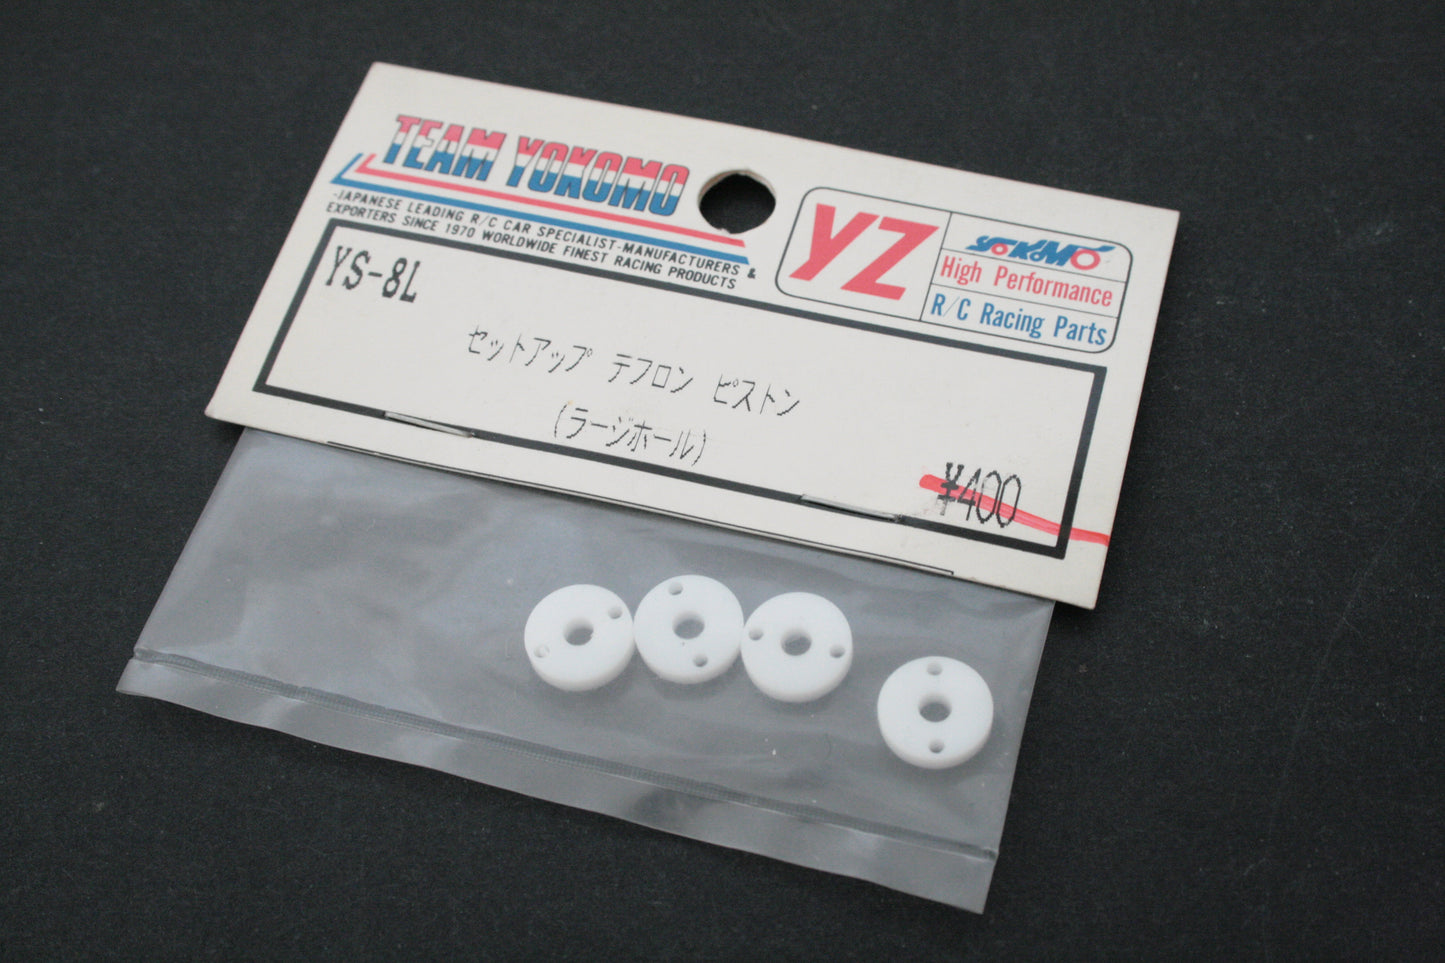 TEAM YOKOMO
-JAPANESE LEADING R/C CAR SPECIALIST-MANUFACTURERS &
EXPORTERS SINCE 1970 WORLDWIDE FINEST RACING PRODUCTS
YZ
YOKOMO
High Performance
R/C Racing Parts
YS-8L
セットアップ テフロン ピストン
(ラージホール)
¥400